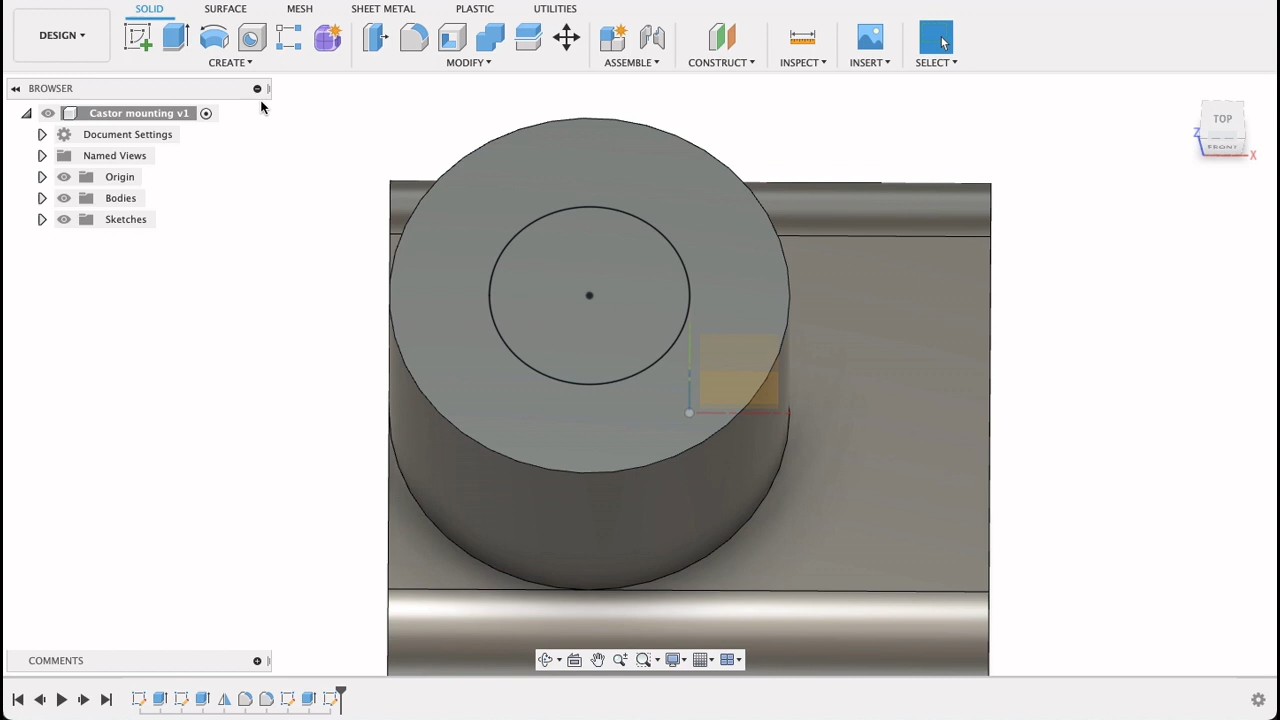 SOLID SURFACE MESH SHEET METAL PLASTIC UTILITIES
DESIGN
CREATE MODIFY ASSEMBLE CONSTRUCT INSPECT INSERT SELECT
BROWSER
Castor mounting v1
Document Settings
Named Views
Origin
Bodies
Sketches
TOP
FRONT
Z
X
COMMENTS